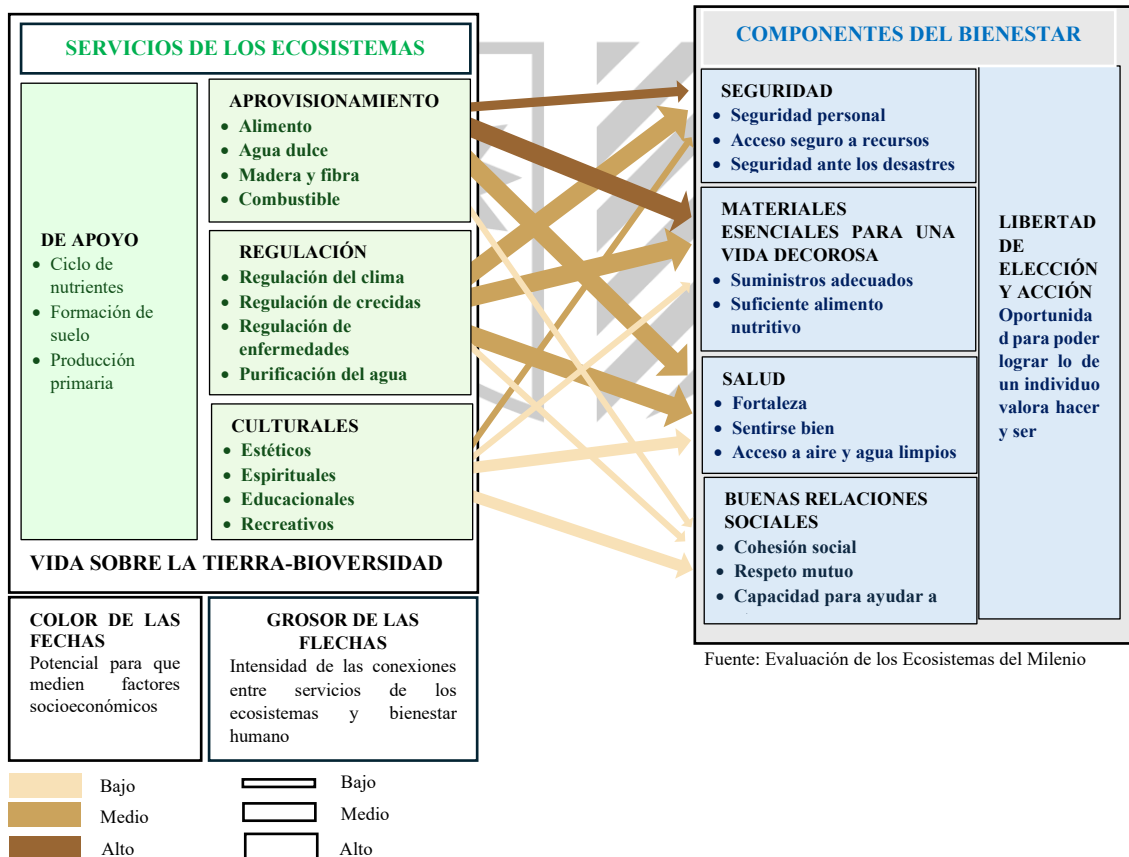 SERVICIOS DE LOS ECOSISTEMAS
DE APOYO
• Ciclo de
nutrientes
• Formación de
suelo
• Producción
primaria
APROVISIONAMIENTO
• Alimento
• Agua dulce
• Madera y fibra
• Combustible
REGULACIÓN
• Regulación del clima
• Regulación de crecidas
• Regulación de
enfermedades
• Purificación del agua
CULTURALES
• Estéticos
• Espirituales
• Educacionales
• Recreativos
VIDA SOBRE LA TIERRA-BIOVERSIDAD
COMPONENTES DEL BIENESTAR
SEGURIDAD
• Seguridad personal
• Acceso seguro a recursos
• Seguridad ante los desastres
MATERIALES
ESENCIALES PARA UNA
VIDA DECOROSA
• Suministros adecuados
• Suficiente alimento
nutritivo
SALUD
• Fortaleza
• Sentirse bien
• Acceso a aire y agua limpios
BUENAS RELACIONES
SOCIALES
• Cohesión social
• Respeto mutuo
• Capacidad para ayudar a
LIBERTAD
DE
ELECCIÓN
Y ACCIÓN
Oportunida
d para poder
lograr lo de
un individuo
valora hacer
y ser
Fuente: Evaluación de los Ecosistemas del Milenio
COLOR DE LAS
FECHAS
Potencial para que
medien factores
socioeconómicos
GROSOR DE LAS
FLECHAS
Intensidad de las conexiones
entre servicios de los
ecosistemas y bienestar
humano
Bajo
Medio
Alto
Bajo
Medio
Alto